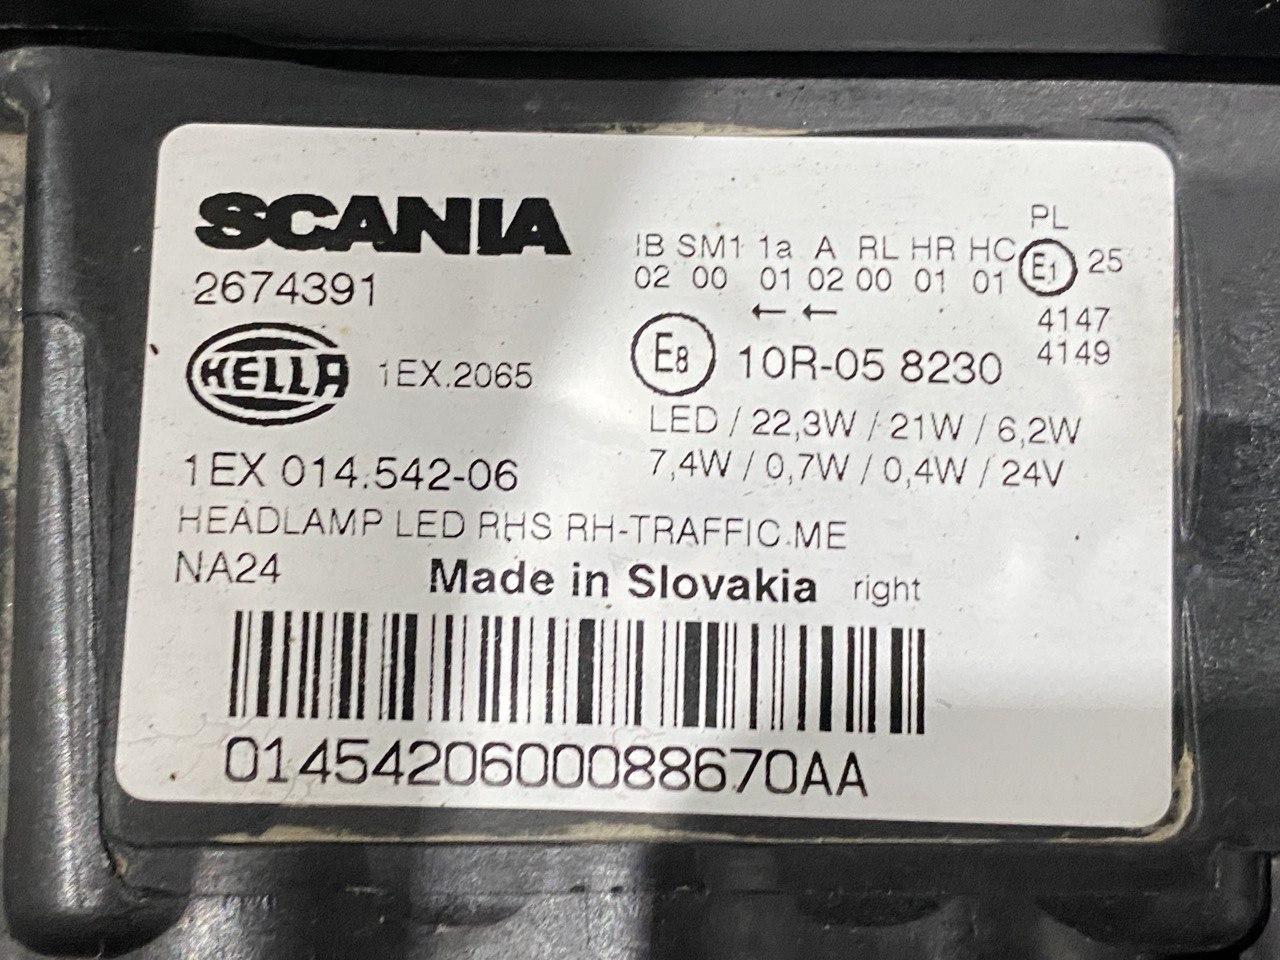 SCANIA
2674391
HELLA 1EX.2065
1EX 014.542-06
PL
IB SM1 1a A RL HR HC E1 25
02 00 01 02 00 01 01
← ←
4147
4149
E8 10R-05 8230
LED / 22,3W / 21W / 6,2W
7,4W / 0,7W / 0,4W / 24V
HEADLAMP LED RHS RH-TRAFFIC.ME
NA24 Made in Slovakia right
0145420600088670AA